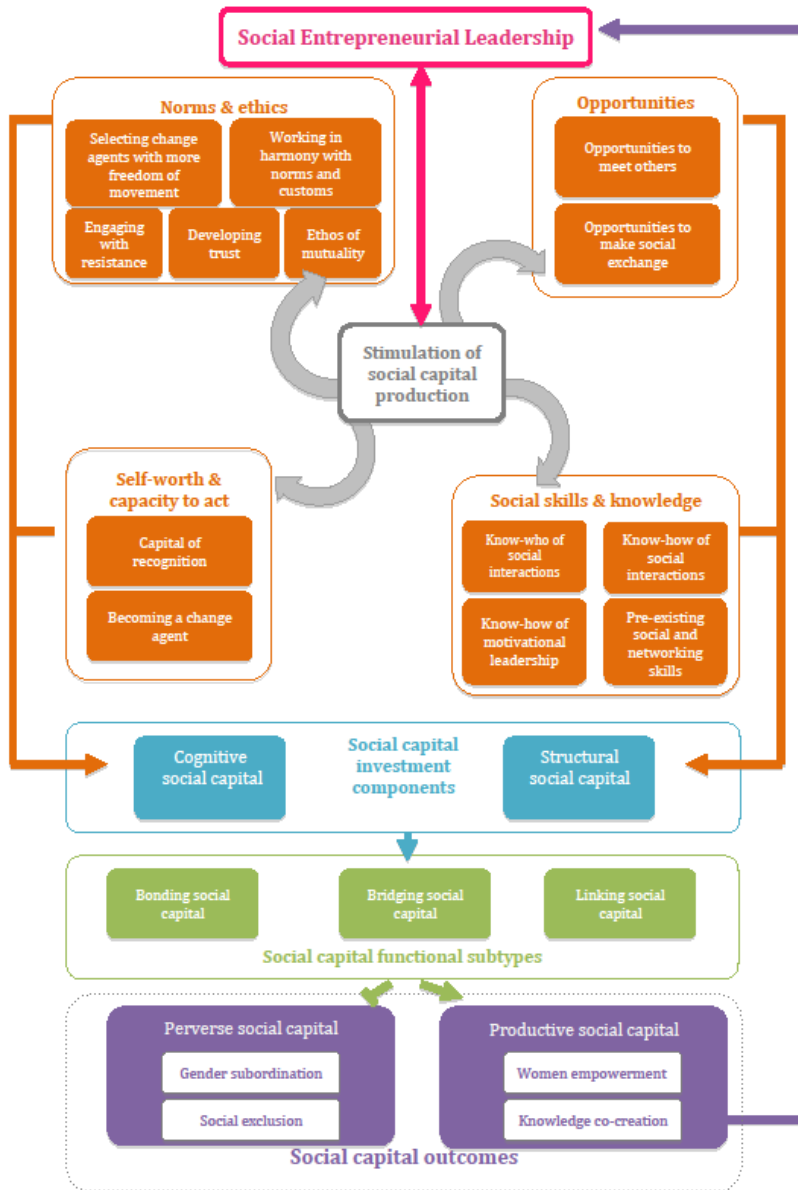 Social Entrepreneurial Leadership
Norms & ethics
Selecting change
agents with more
freedom of
movement
Working in
harmony with
norms and
customs
Engaging
with
resistance
Developing
trust
Ethos of
mutuality
Opportunities
Opportunities to
meet others
Opportunities to
make social
exchange
Stimulation of
social capital
production
Self-worth &
capacity to act
Capital of
recognition
Becoming a change
agent
Social skills & knowledge
Know-who of
social
interactions
Know-how of
social
interactions
Know-how of
motivational
leadership
Pre-existing
social and
networking
skills
Cognitive
social capital
Social capital
investment
components
Structural
social capital
Bonding social
capital
Bridging social
capital
Linking social
capital
Social capital functional subtypes
Perverse social capital
Gender subordination
Social exclusion
Productive social capital
Women empowerment
Knowledge co-creation
Social capital outcomes